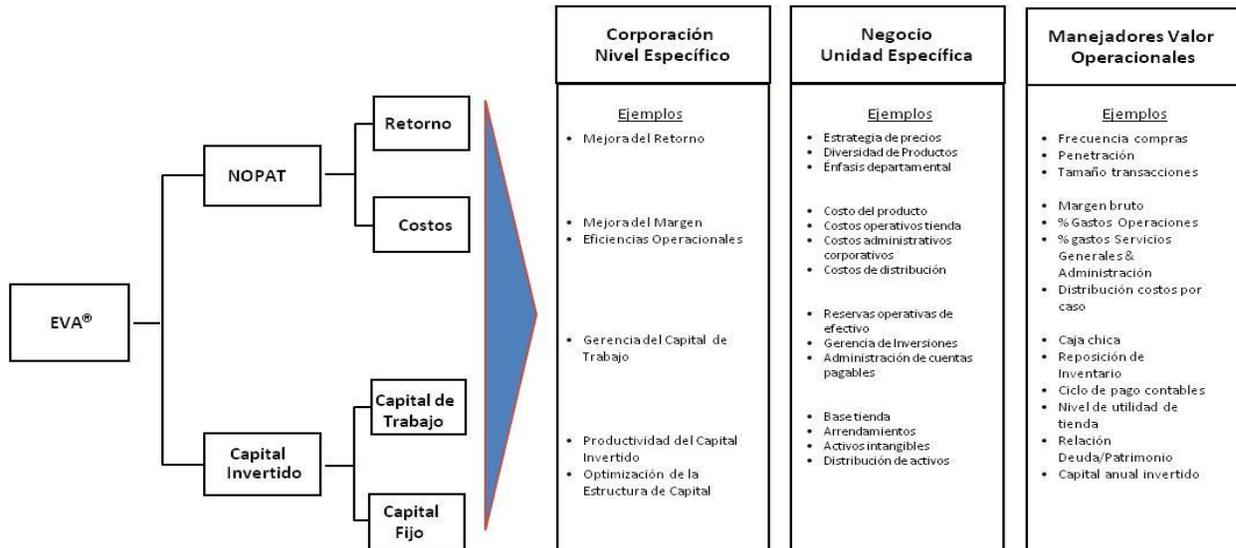 EVA®
NOPAT
Capital
Invertido
Retorno
Costos
Capital de
Trabajo
Capital
Fijo
Corporación
Nivel Específico
Ejemplos
• Mejora del Retorno
• Mejora del Margen
• Eficiencias Operacionales
• Gerencia del Capital de
Trabajo
• Productividad del Capital
Invertido
• Optimización de la
Estructura de Capital
Negocio
Unidad Específica
Ejemplos
• Estrategia de precios
• Diversidad de Productos
• Énfasis departamental
• Costo del producto
• Costos operativos tienda
• Costos administrativos
corporativos
• Costos de distribución
• Reservas operativas de
efectivo
• Gerencia de Inversiones
• Administración de cuentas
pagables
• Base tienda
• Arrendamientos
• Activos intangibles
• Distribución de activos
Manejadores Valor
Operacionales
Ejemplos
• Frecuencia compras
• Penetración
• Tamaño transacciones
• Margen bruto
• % Gastos Operaciones
• % gastos Servicios
Generales &
Administración
• Distribución costos por
caso
• Caja chica
• Reposición de
Inventario
• Ciclo de pago contables
• Nivel de utilidad de
tienda
• Relación
Deuda/Patrimonio
• Capital anual invertido